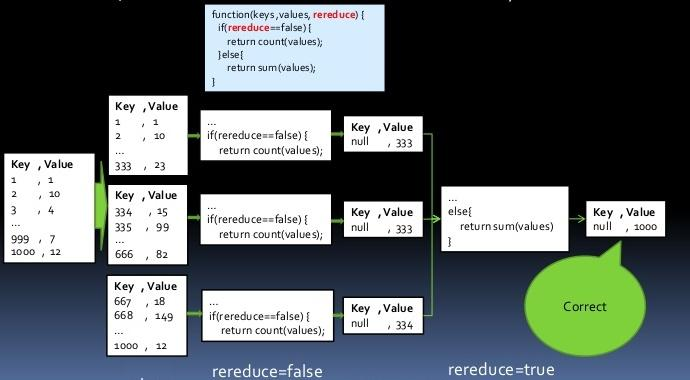 function(keys,values, rereduce) {
if(rereduce==false) {
return count(values);
}else{
return sum(values);
}
Key ,Value
1 , 1
2 , 10
3 , 4
...
999 , 7
1000 , 12
Key ,Value
1 , 1
2 , 10
...
333 , 23
...
if(rereduce==false) {
return count(values);
Key ,Value
null , 333
Key ,Value
334 , 15
335 , 99
...
666 , 82
...
if(rereduce==false) {
return count(values);
Key ,Value
null , 333
Key ,Value
667 , 18
668 , 149
...
1000 , 12
...
if(rereduce==false) {
return count(values);
Key ,Value
null , 334
...
else{
return sum(values)
}
Key ,Value
null , 1000
Correct
rereduce=false
rereduce=true